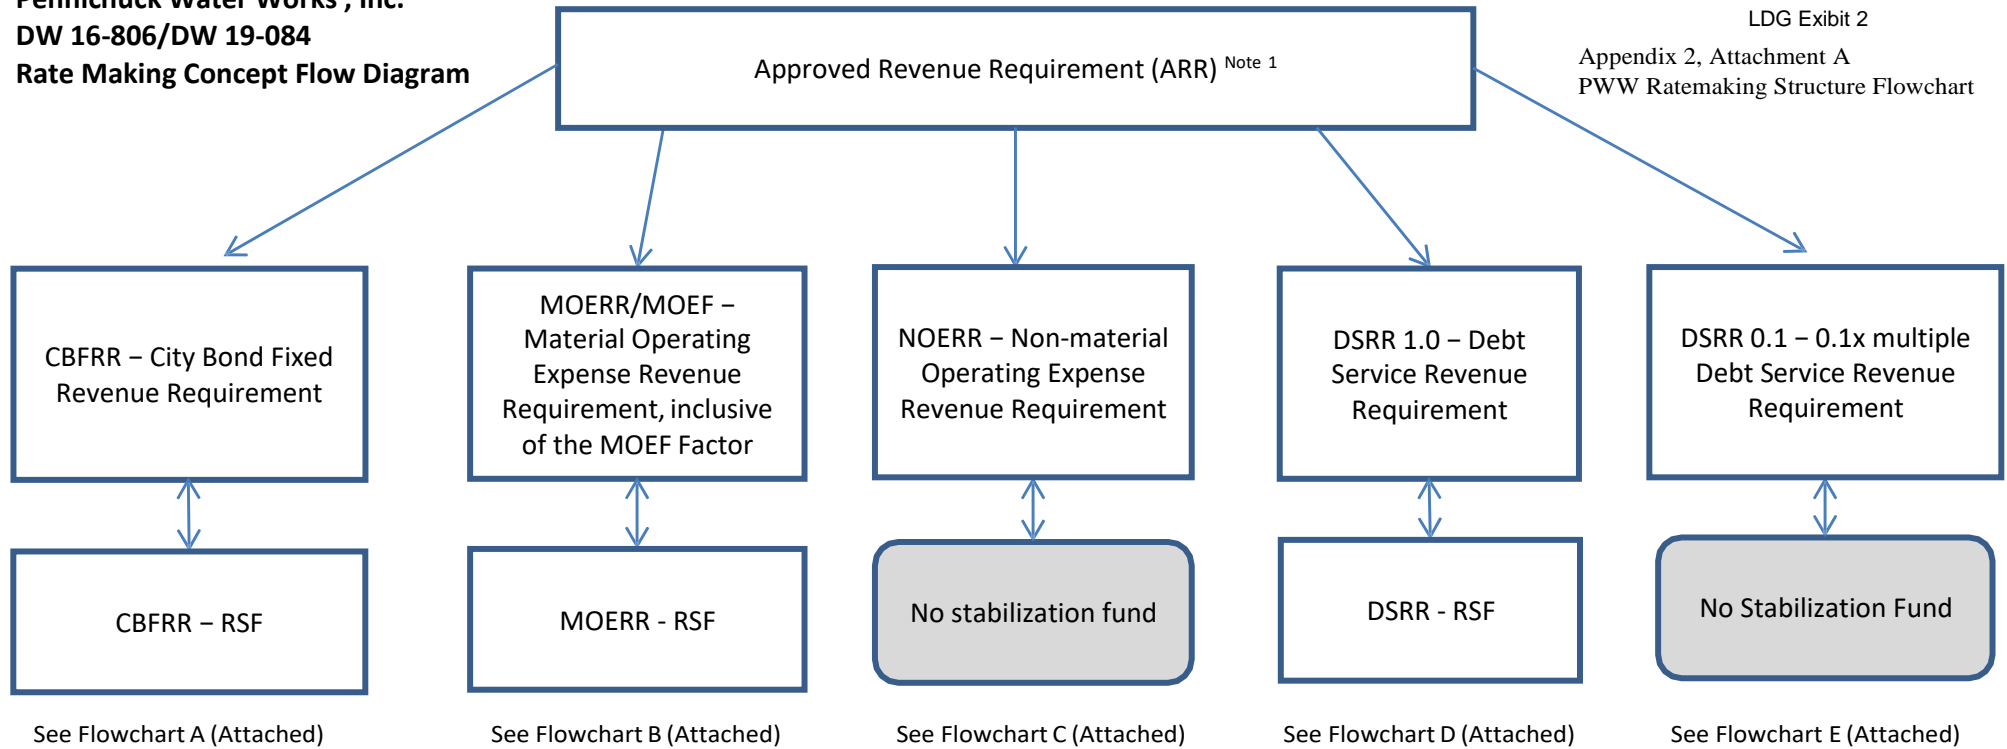 Pennichuck Water Works , Inc.
DW 16-806/DW 19-084
Rate Making Concept Flow Diagram
LDG Exibit 2
Appendix 2, Attachment A
PWW Ratemaking Structure Flowchart
Approved Revenue Requirement (ARR) Note 1
CBFRR – City Bond Fixed
Revenue Requirement
MOERR/MOEF –
Material Operating
Expense Revenue
Requirement, inclusive
of the MOEF Factor
NOERR – Non-material
Operating Expense
Revenue Requirement
DSRR 1.0 – Debt
Service Revenue
Requirement
DSRR 0.1 – 0.1x multiple
Debt Service Revenue
Requirement
CBFRR – RSF
MOERR - RSF
No stabilization fund
DSRR - RSF
No Stabilization Fund
See Flowchart A (Attached)
See Flowchart B (Attached)
See Flowchart C (Attached)
See Flowchart D (Attached)
See Flowchart E (Attached)